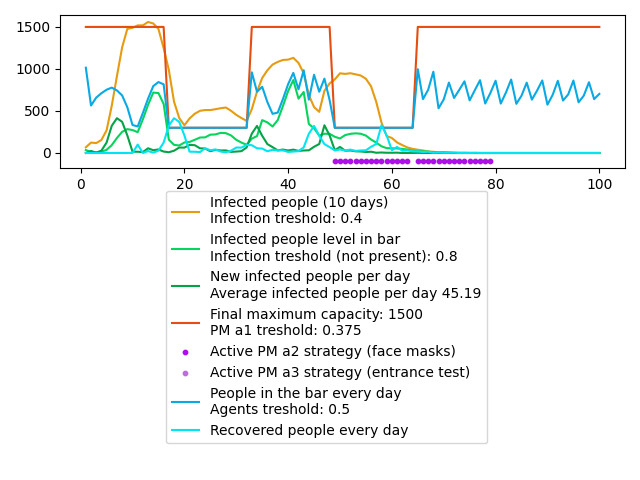 1500
1000
500
0
0 20 40 60 80 100
Infected people (10 days)
Infection treshold: 0.4
Infected people level in bar
Infection treshold (not present): 0.8
New infected people per day
Average infected people per day 45.19
Final maximum capacity: 1500
PM a1 treshold: 0.375
Active PM a2 strategy (face masks)
Active PM a3 strategy (entrance test)
People in the bar every day
Agents treshold: 0.5
Recovered people every day